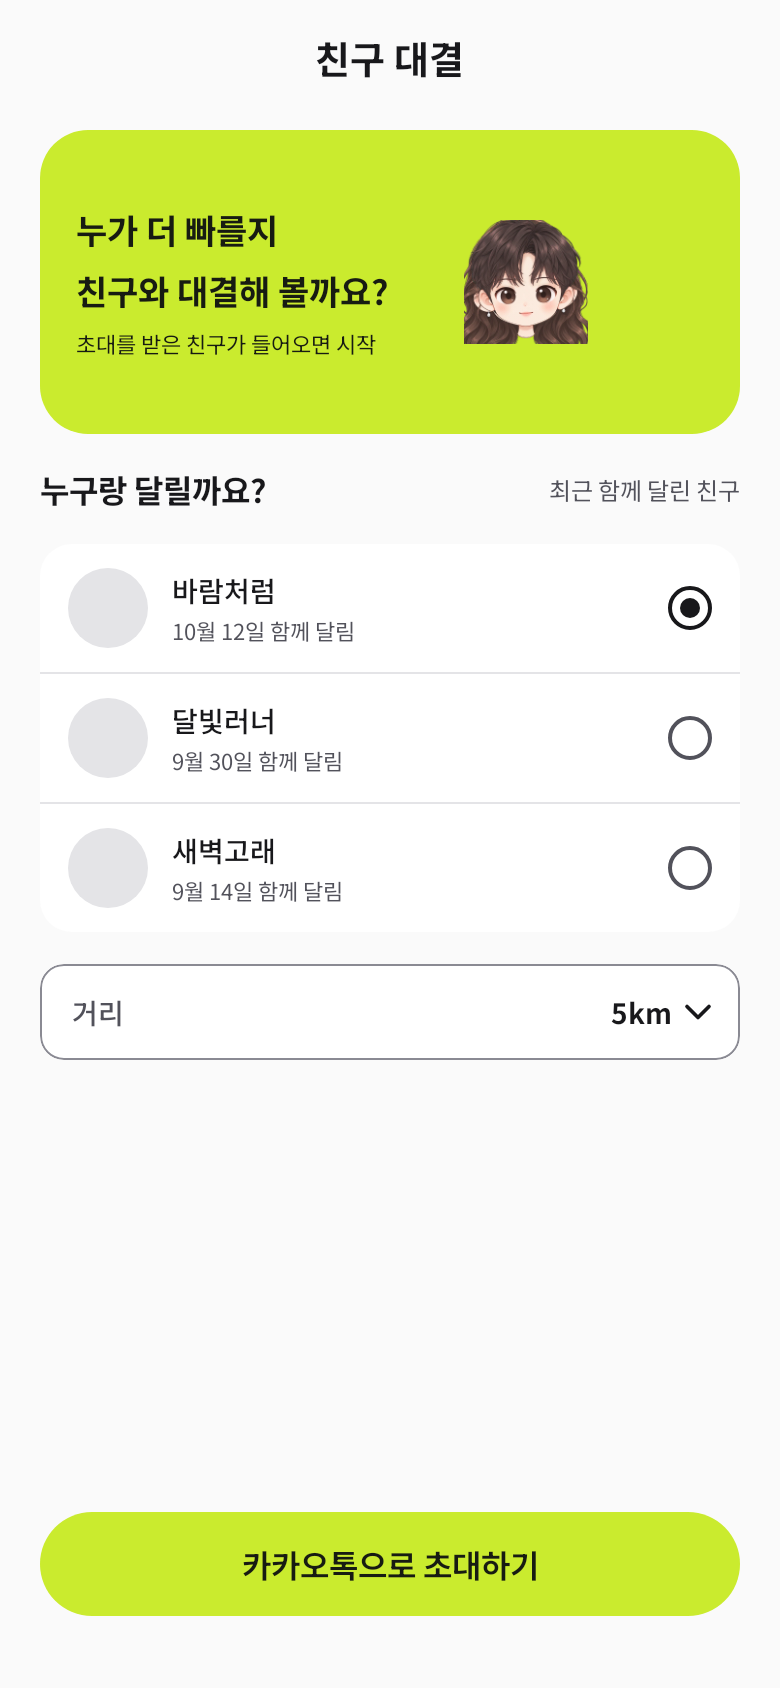 친구 대결
누가 더 빠를지
친구와 대결해 볼까요?
초대를 받은 친구가 들어오면 시작
누구랑 달릴까요?
최근 함께 달린 친구
바람처럼
10월 12일 함께 달림
달빛러너
9월 30일 함께 달림
새벽고래
9월 14일 함께 달림
거리
5km
카카오톡으로 초대하기